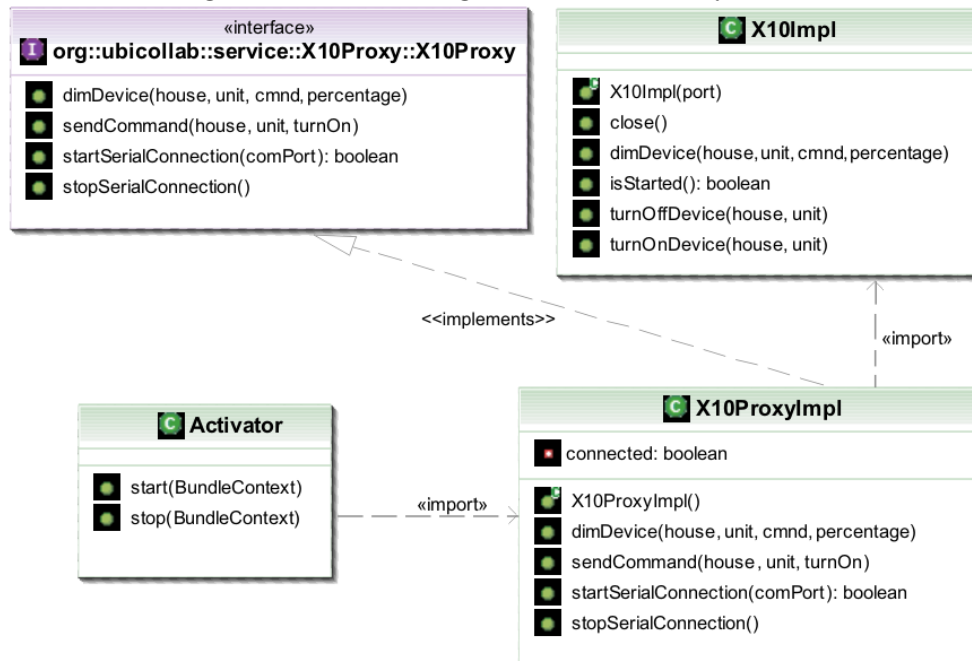 «interface»
org::ubicollab::service::X10Proxy::X10Proxy
dimDevice(house, unit, cmnd, percentage)
sendCommand(house, unit, turnOn)
startSerialConnection(comPort): boolean
stopSerialConnection()
X10Impl
X10Impl(port)
close()
dimDevice(house, unit, cmnd, percentage)
isStarted(): boolean
turnOffDevice(house, unit)
turnOnDevice(house, unit)
<<implements>>
«import»
Activator
start(BundleContext)
stop(BundleContext)
«import»
X10ProxyImpl
connected: boolean
X10ProxyImpl()
dimDevice(house, unit, cmnd, percentage)
sendCommand(house, unit, turnOn)
startSerialConnection(comPort): boolean
stopSerialConnection()